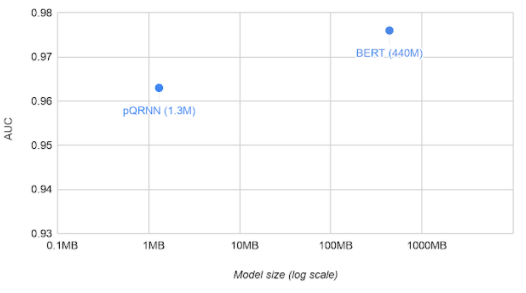 0.98
0.97
BERT (440M)
0.96
pQRNN (1.3M)
AUC
0.95
0.94
0.93
0.1MB 1MB 10MB 100MB 1000MB
Model size (log scale)